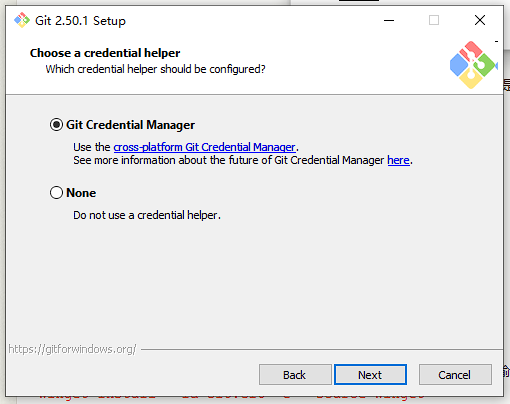 Git 2.50.1 Setup
Choose a credential helper
Which credential helper should be configured?
Git Credential Manager
Use the cross-platform Git Credential Manager.
See more information about the future of Git Credential Manager here.
None
Do not use a credential helper.
https://gitforwindows.org/
Back
Next
Cancel